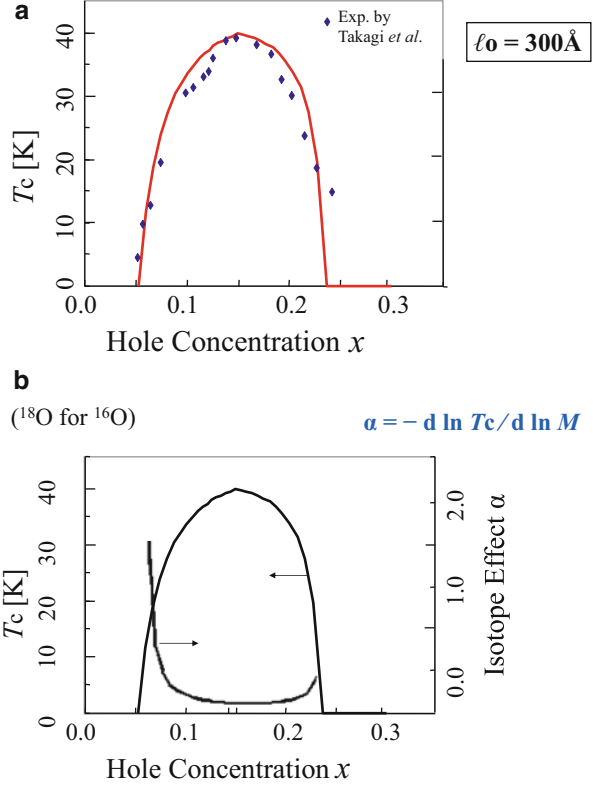 a
Exp. by
Takagi et al.
ℓo = 300Å
Tc [K]
40
30
20
10
0
0.0 0.1 0.2 0.3
Hole Concentration x
b
(¹⁸O for ¹⁶O)
α = − d ln Tc / d ln M
Tc [K]
40
30
20
10
0
2.0
1.0
0.0
Isotope Effect α
0.0 0.1 0.2 0.3
Hole Concentration x